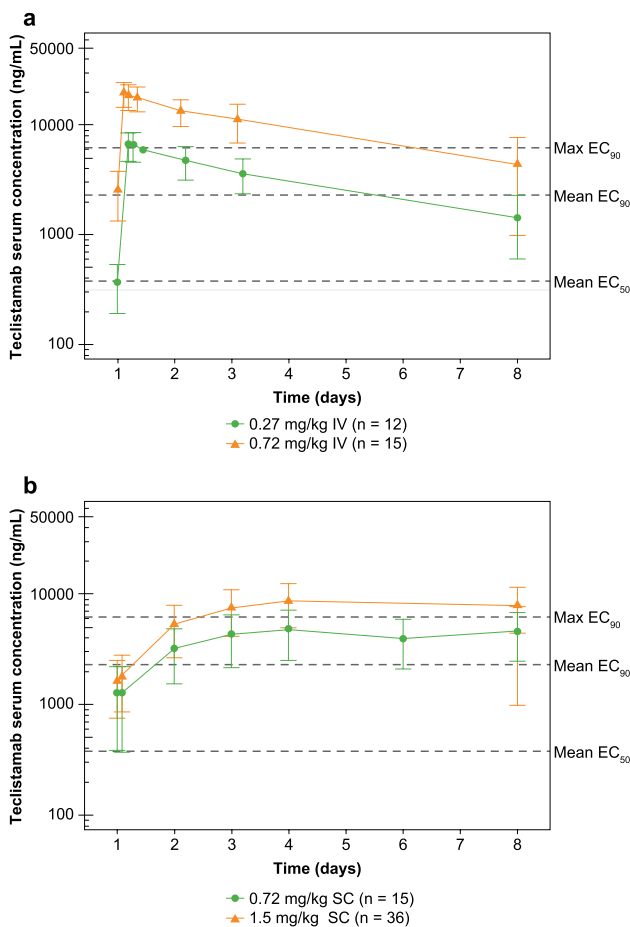 a
Teclistamab serum concentration (ng/mL)
50000
10000
1000
100
Max EC90
Mean EC90
Mean EC50
1 2 3 4 5 6 7 8
Time (days)
0.27 mg/kg IV (n = 12)
0.72 mg/kg IV (n = 15)
b
Teclistamab serum concentration (ng/mL)
50000
10000
1000
100
Max EC90
Mean EC90
Mean EC50
1 2 3 4 5 6 7 8
Time (days)
0.72 mg/kg SC (n = 15)
1.5 mg/kg SC (n = 36)